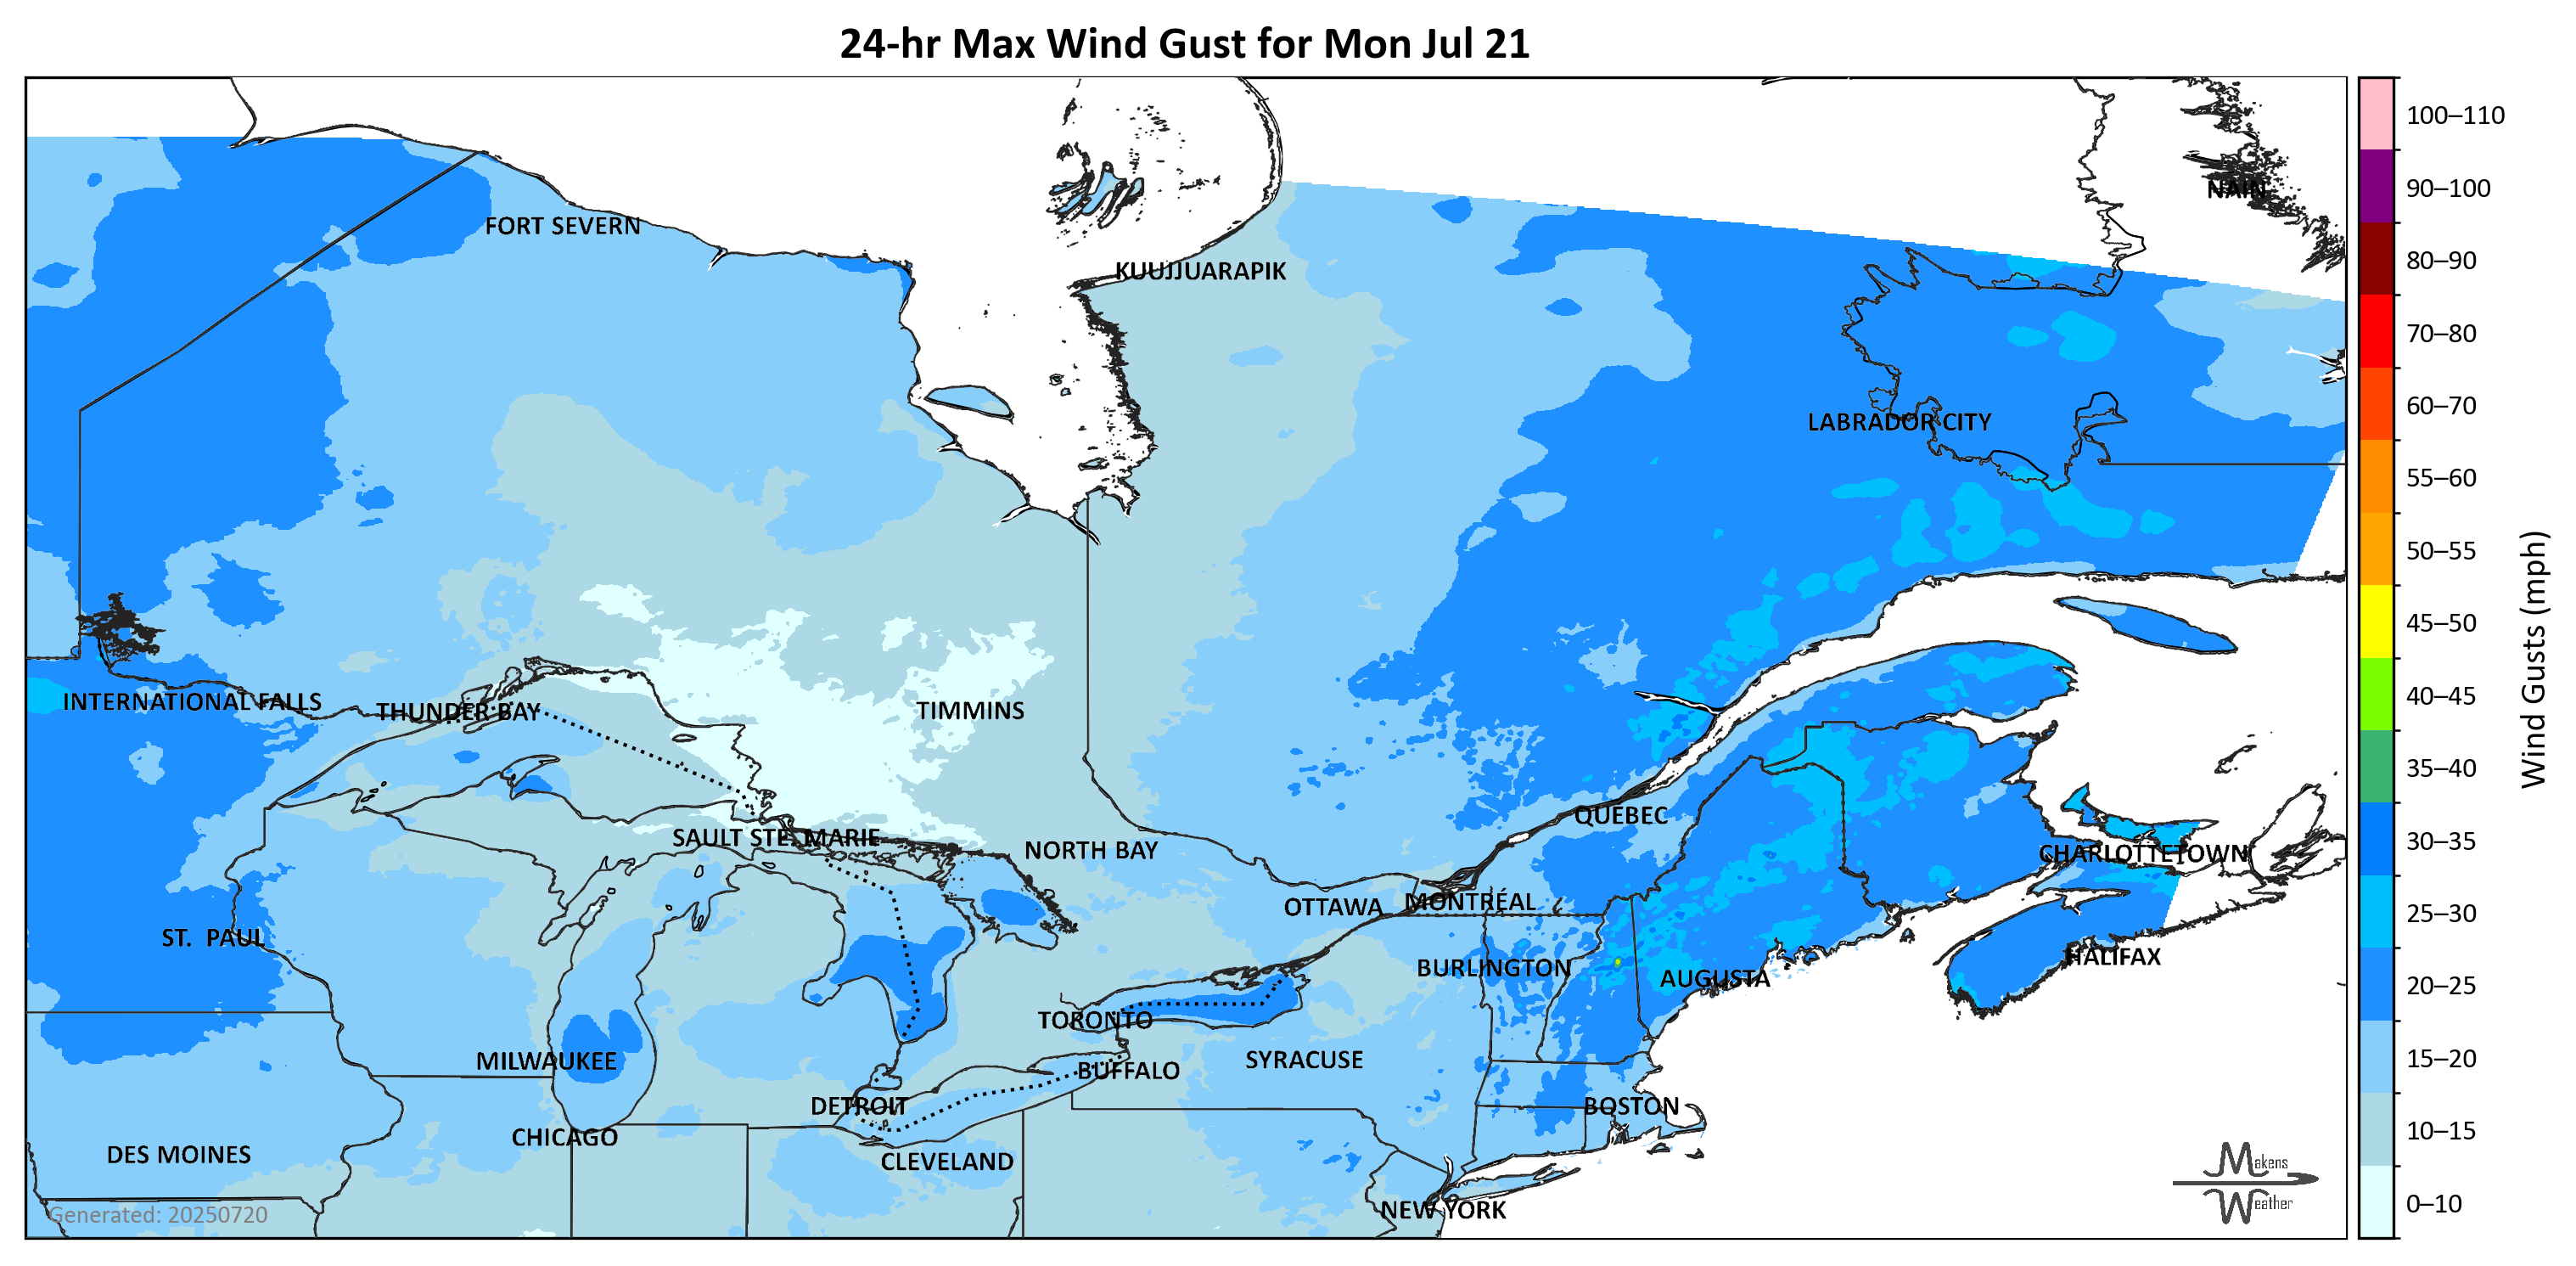 24-hr Max Wind Gust for Mon Jul 21
NAIN
FORT SEVERN
KUUJJUARAPIK
LABRADOR CITY
INTERNATIONAL FALLS
THUNDER BAY
TIMMINS
QUEBEC
SAULT STE. MARIE
NORTH BAY
CHARLOTTETOWN
OTTAWA
MONTRÉAL
ST. PAUL
HALIFAX
BURLINGTON
AUGUSTA
TORONTO
MILWAUKEE
SYRACUSE
BUFFALO
DETROIT
BOSTON
CHICAGO
DES MOINES
CLEVELAND
NEW YORK
Generated: 20250720
Makens
Weather
100–110
90–100
80–90
70–80
60–70
55–60
50–55
45–50
40–45
35–40
30–35
25–30
20–25
15–20
10–15
0–10
Wind Gusts (mph)